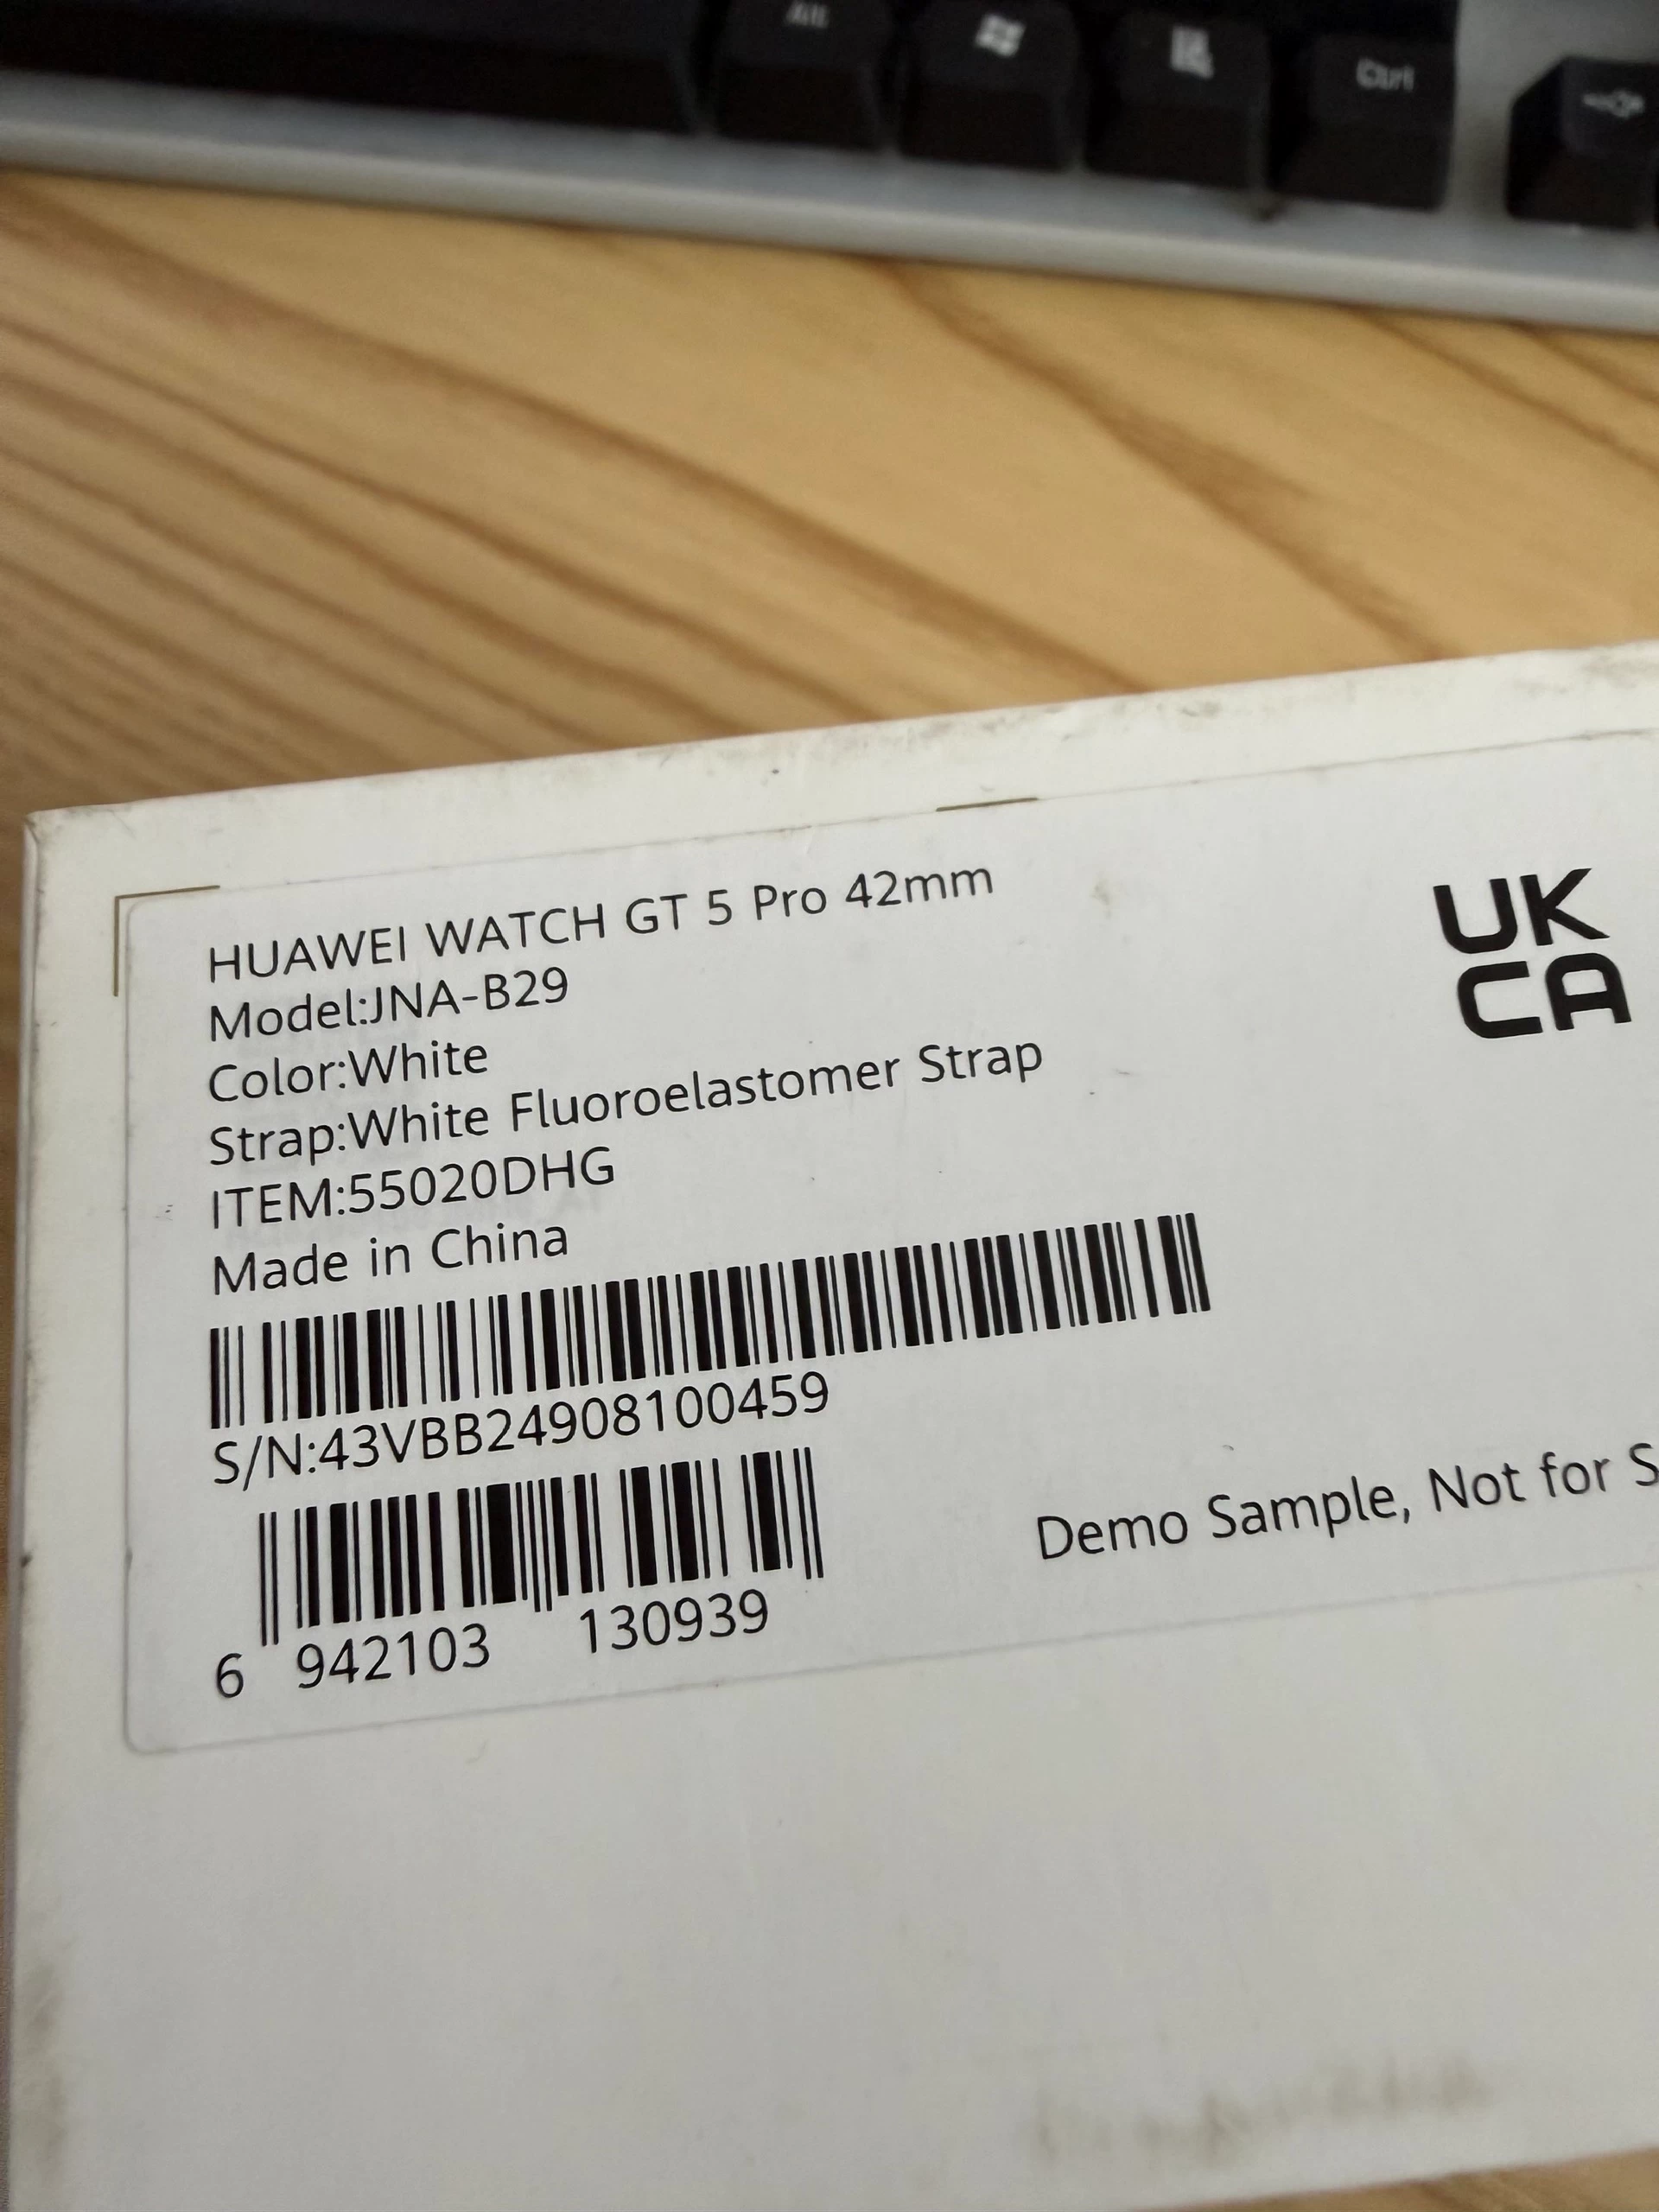 Alt
Ctrl
HUAWEI WATCH GT 5 Pro 42mm
Model:JNA-B29
Color:White
Strap:White Fluoroelastomer Strap
ITEM:55020DHG
Made in China
S/N:43VBB24908100459
6 942103 130939
UK
CA
Demo Sample, Not for S